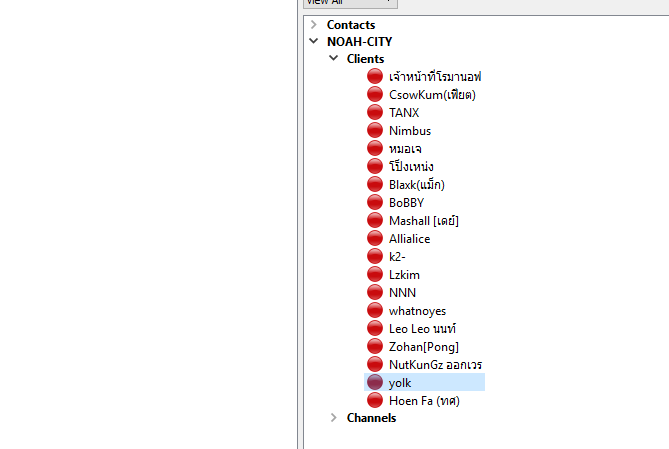 View All
Contacts
NOAH-CITY
Clients
เจ้าหน้าที่โรมานอฟ
CsowKum(เพียต)
TANX
Nimbus
หมอเจ
โป็งเหน่ง
Blaxk(แม็ก)
BoBBY
Mashall [เดย์]
Allialice
k2-
Lzkim
NNN
whatnoyes
Leo Leo นนท์
Zohan[Pong]
NutKunGz ออกเวร
yolk
Hoen Fa (ทศ)
Channels